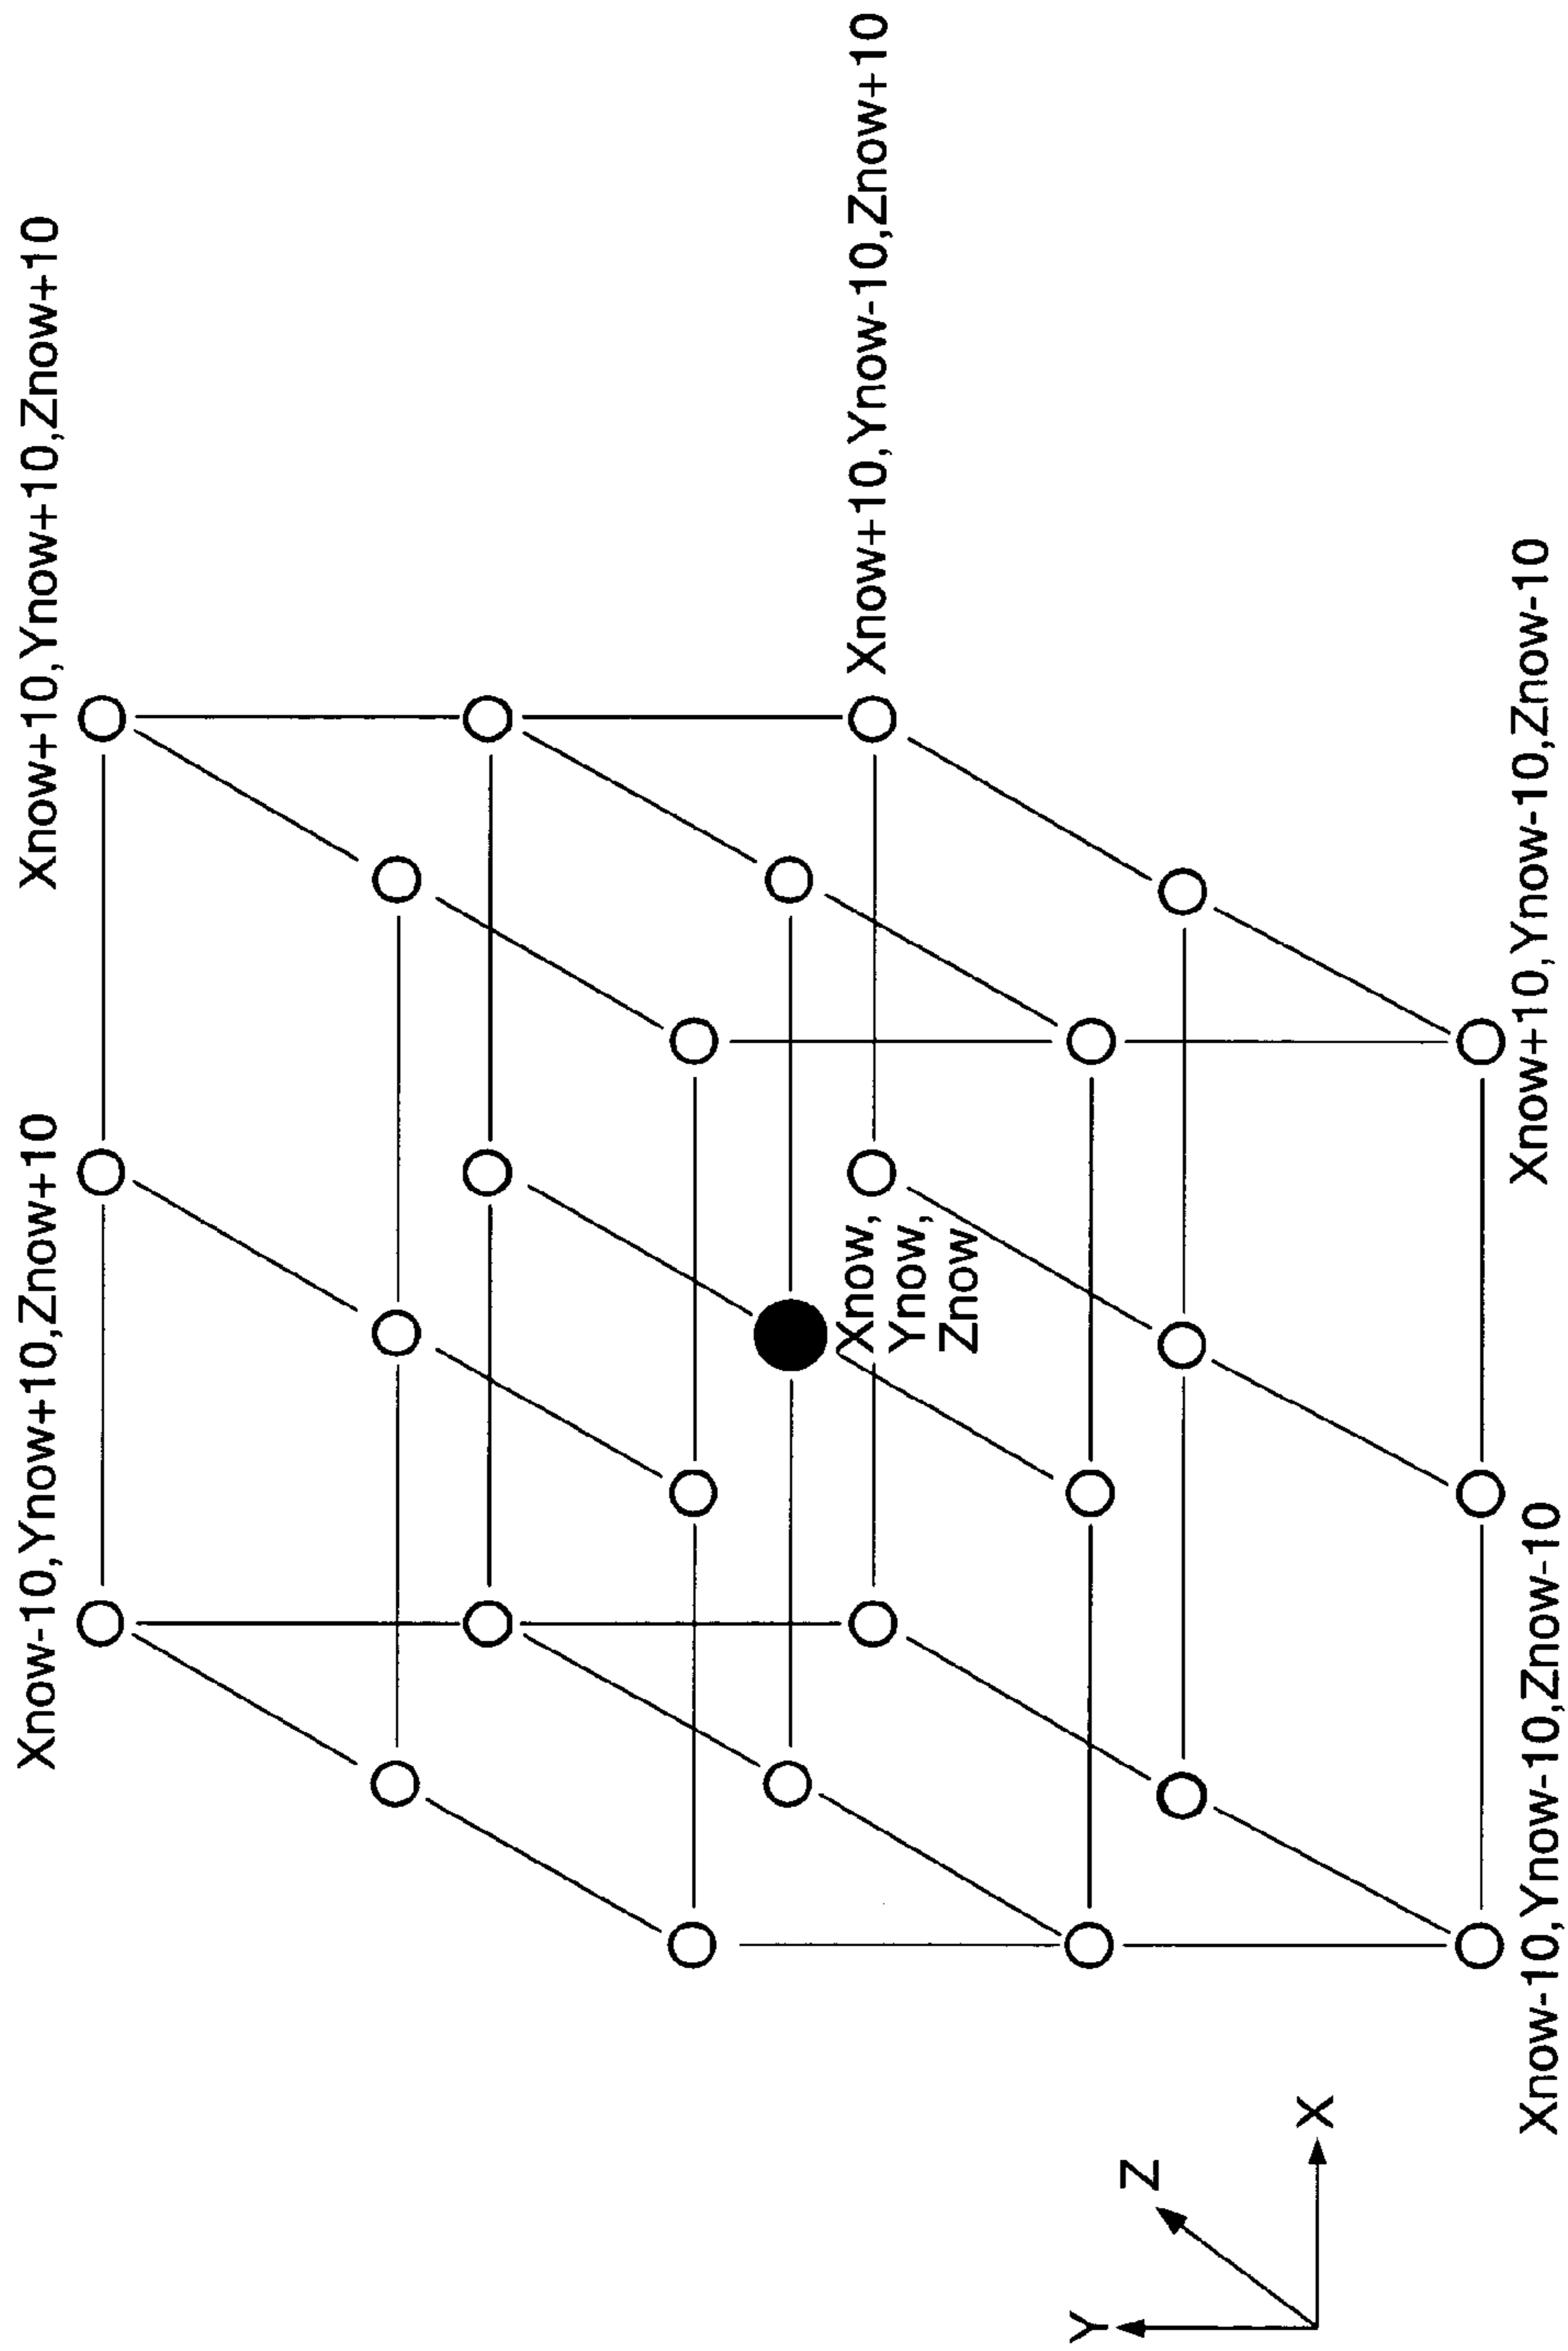 Xnow-10,Ynow+10,Znow+10
Xnow+10,Ynow+10,Znow+10
Xnow,
Ynow,
Znow
Xnow+10,Ynow-10,Znow+10
Y
Z
X
Xnow-10,Ynow-10,Znow-10
Xnow+10,Ynow-10,Znow-10